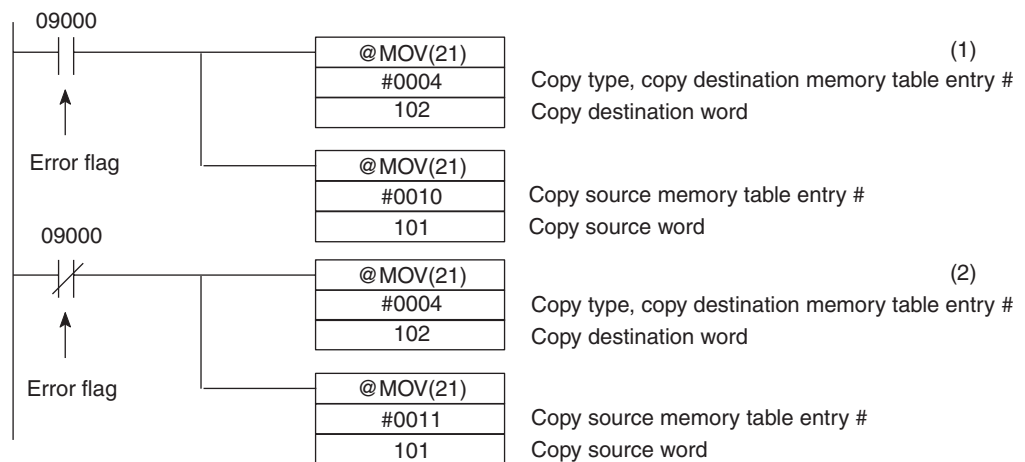 09000
@MOV(21) (1)
#0004 Copy type, copy destination memory table entry #
102 Copy destination word
Error flag
@MOV(21)
#0010 Copy source memory table entry #
101 Copy source word
09000
@MOV(21) (2)
#0004 Copy type, copy destination memory table entry #
102 Copy destination word
Error flag
@MOV(21)
#0011 Copy source memory table entry #
101 Copy source word